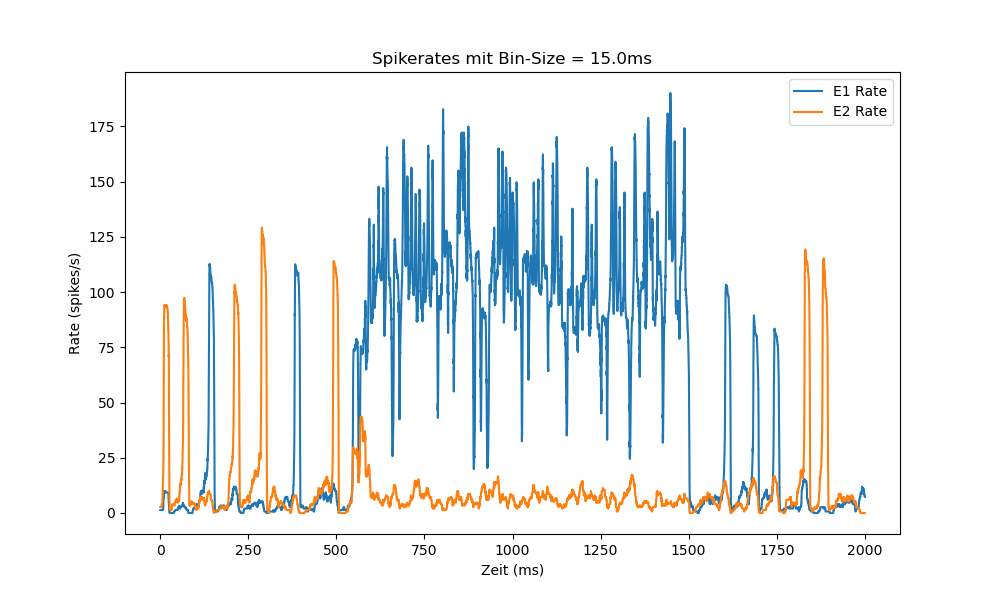 Spikerates mit Bin-Size = 15.0ms
E1 Rate
E2 Rate
Rate (spikes/s)
175
150
125
100
75
50
25
0
0 250 500 750 1000 1250 1500 1750 2000
Zeit (ms)